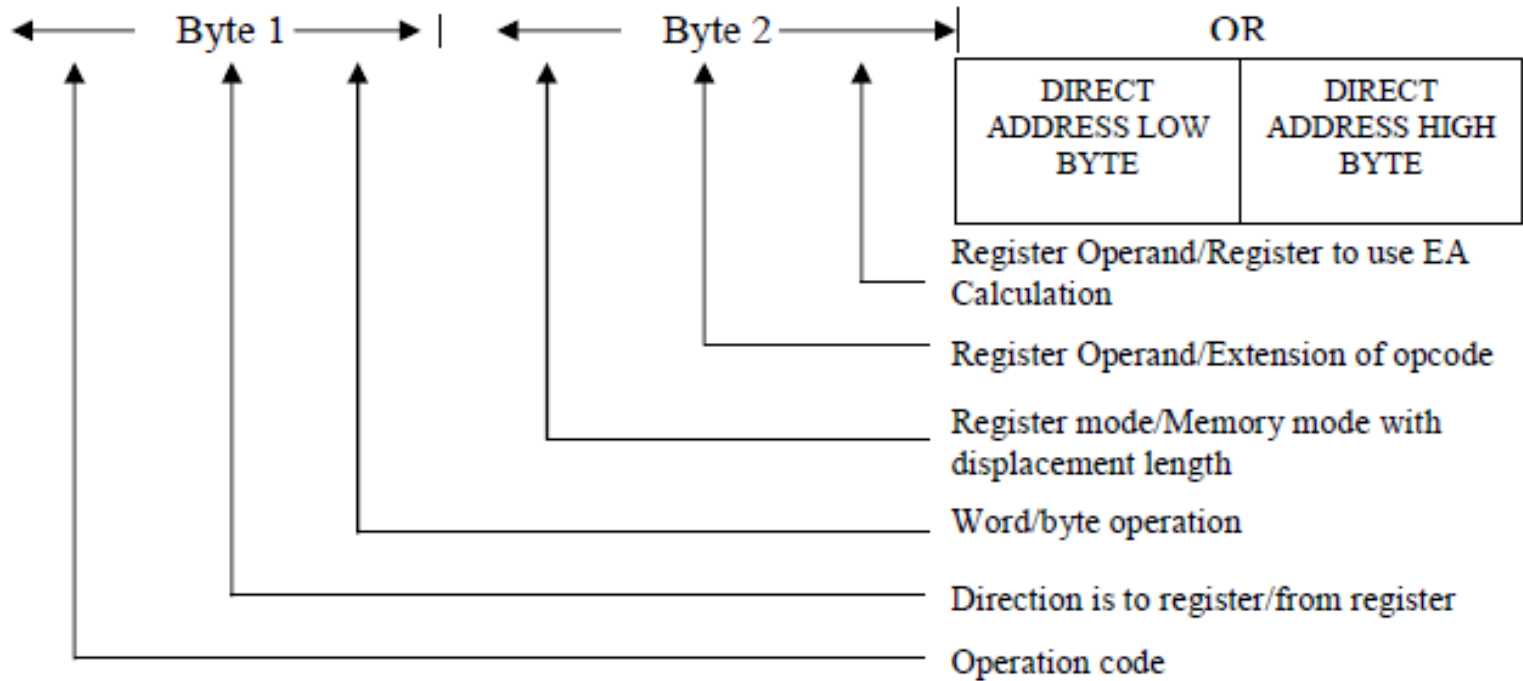 Byte 1
Byte 2
OR
DIRECT
ADDRESS LOW
BYTE
DIRECT
ADDRESS HIGH
BYTE
Register Operand/Register to use EA
Calculation
Register Operand/Extension of opcode
Register mode/Memory mode with
displacement length
Word/byte operation
Direction is to register/from register
Operation code